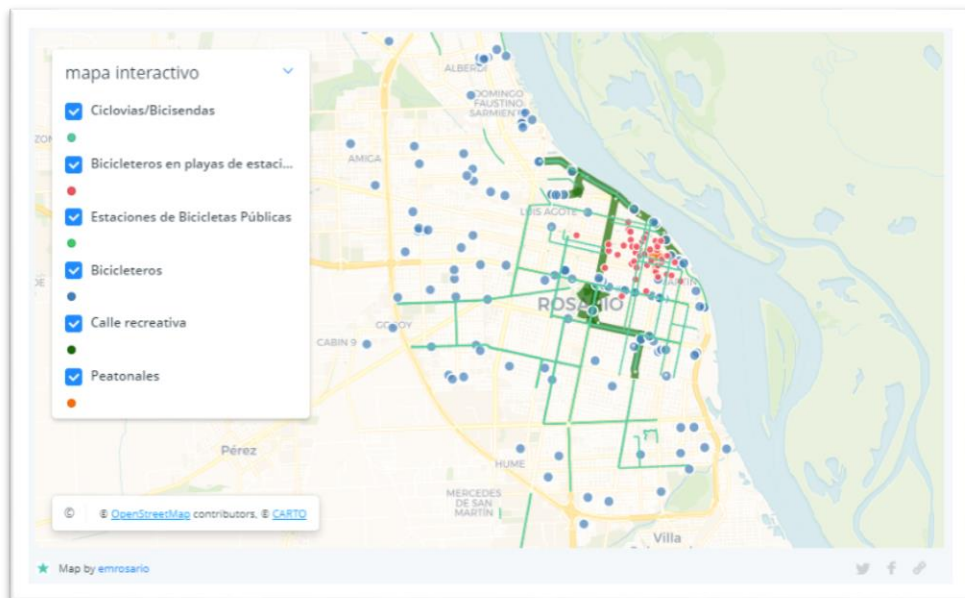 mapa interactivo
Ciclovias/Bicisendas
Bicicleteros en playas de estaci...
Estaciones de Bicicletas Públicas
Bicicleteros
Calle recreativa
Peatonales
ALBERDI
DOMINGO
FAUSTINO
SARMIENTO
AMIGA
LUIS AGOTE
ROSARIO
GODOY
CABIN 9
Pérez
HUME
MERCEDES
DE SAN
MARTÍN
Villa
© © OpenStreetMap contributors, © CARTO
Map by emrosario